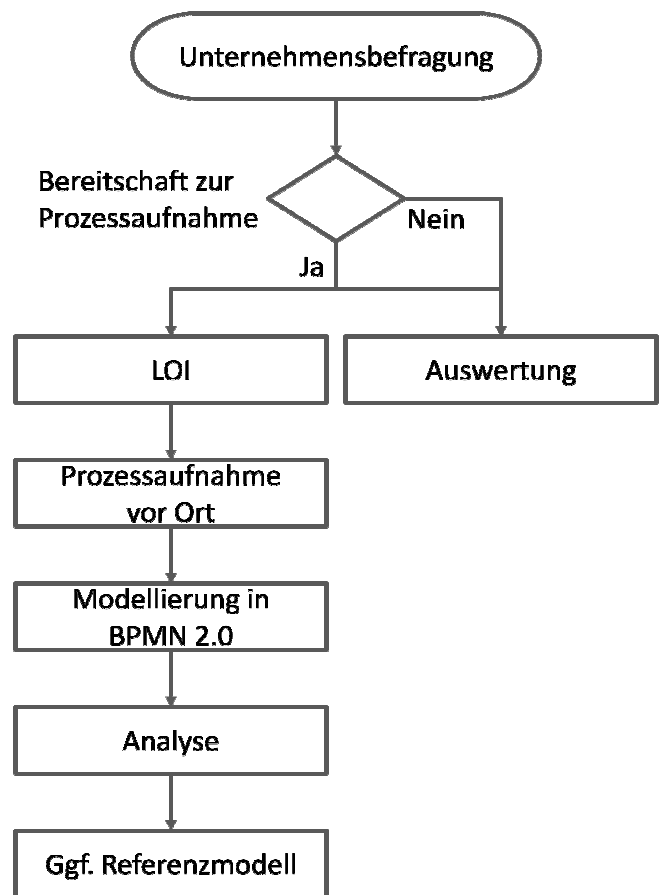 Unternehmensbefragung
Bereitschaft zur
Prozessaufnahme
Nein
Ja
LOI
Auswertung
Prozessaufnahme
vor Ort
Modellierung in
BPMN 2.0
Analyse
Ggf. Referenzmodell